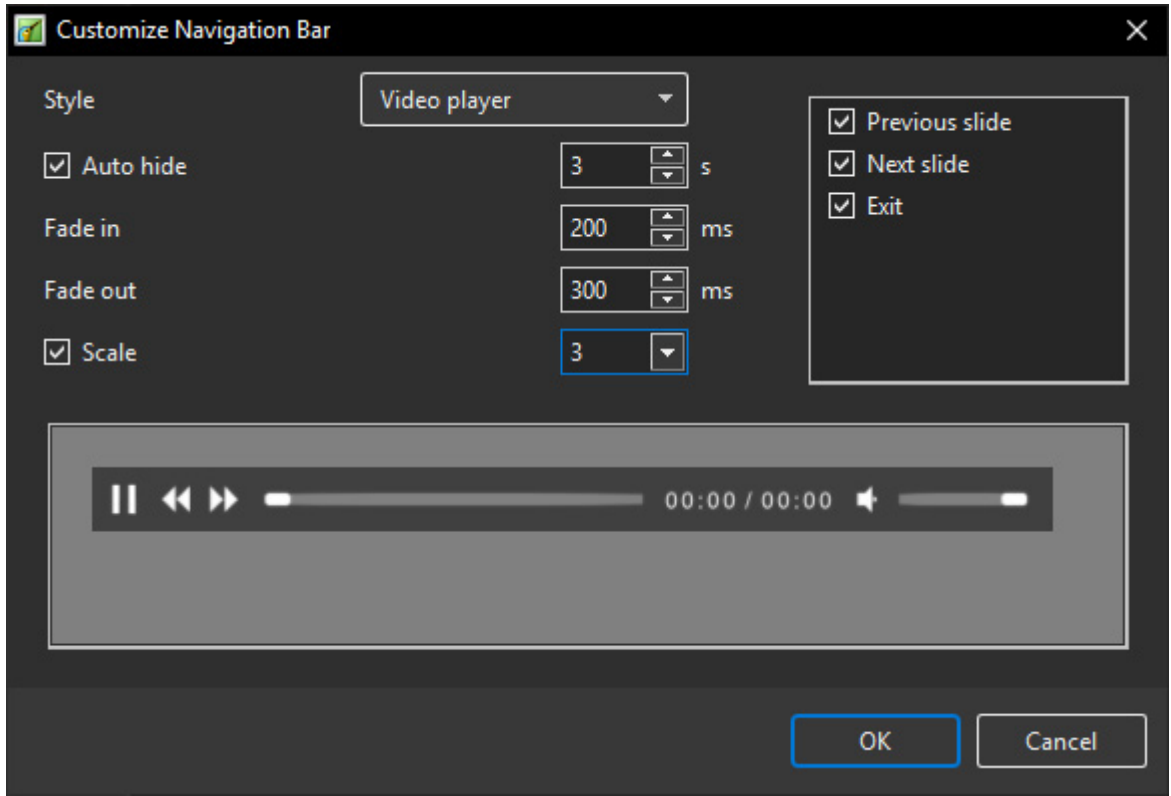 Customize Navigation Bar
Style Video player
Auto hide 3 s
Fade in 200 ms
Fade out 300 ms
Scale 3
Previous slide
Next slide
Exit
00:00 / 00:00
OK Cancel